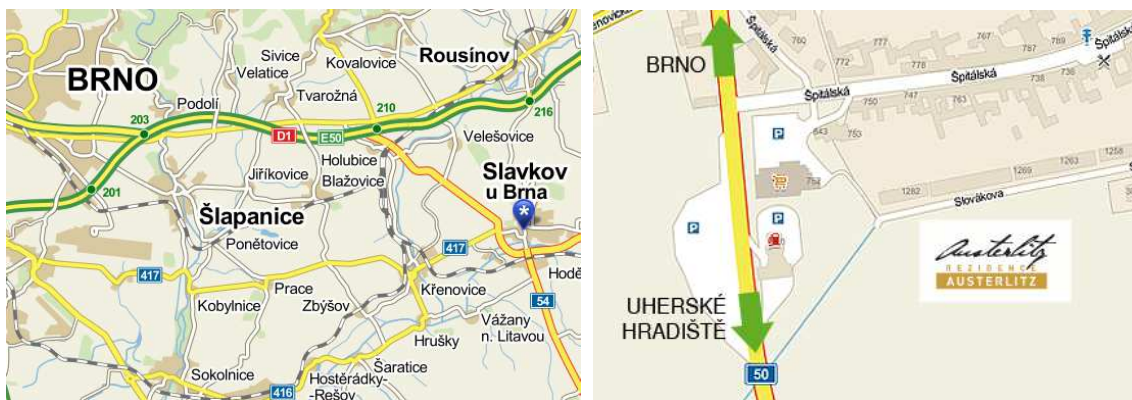 BRNO
Rousínov
Sivice
Velatice
Kovalovice
Tvarožná
Podolí
203
210
216
D1
E50
Velešovice
201
Jiříkovice
Holubice
Blažovice
Slavkov
u Brna
Šlapanice
Ponětovice
417
417
Kobylnice
Prace
Zbýšov
Křenovice
Hodě
54
Vážany
n. Litavou
Hrušky
Šaratice
Sokolnice
Hostěrádky-
-Rešov
416
Špitálská
760
777
787
767
789
Špitálská
BRNO
772
778
Špitálská
Špitálská
738
736
750
747
763
P
843
753
752
1258
1263
1269
1282
Slovákova
P
P
Austerlitz
REZIDENCE
AUSTERLITZ
UHERSKÉ
HRADIŠTĚ
50